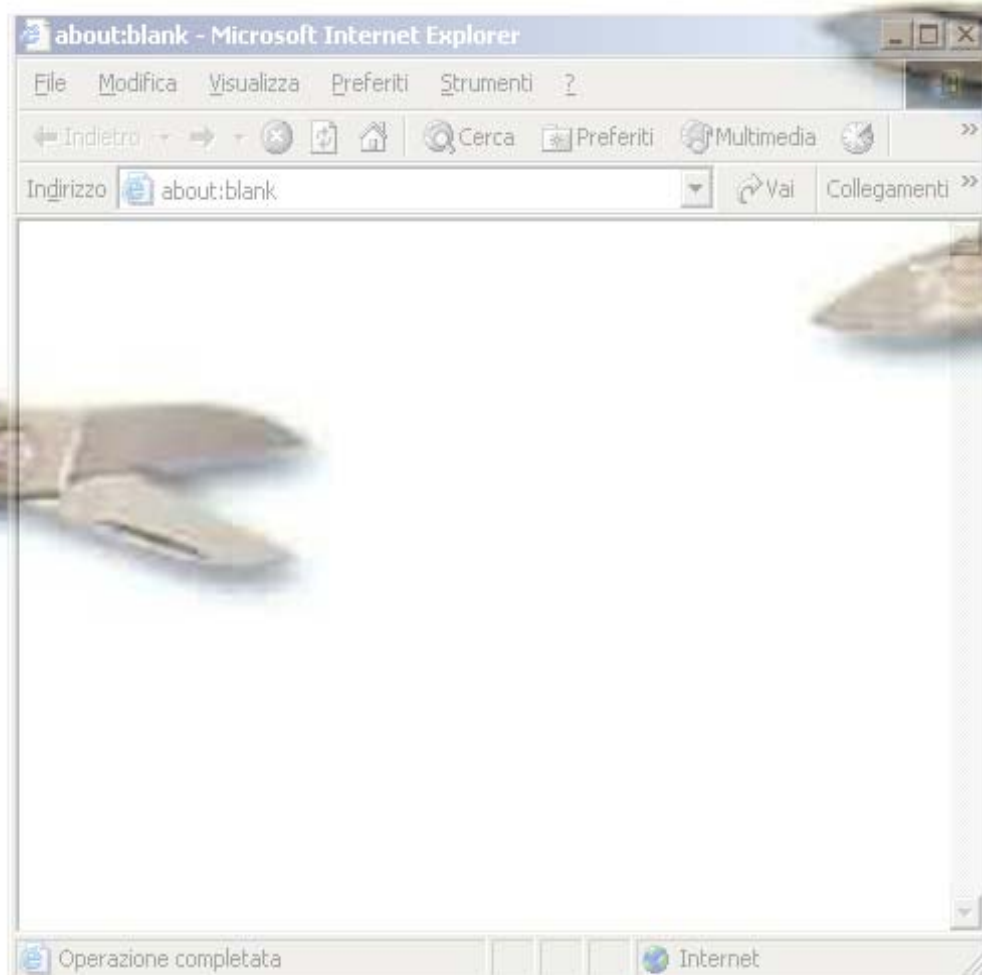 about:blank - Microsoft Internet Explorer
File Modifica Visualizza Preferiti Strumenti ?
Indietro Cerca Preferiti Multimedia »
Indirizzo about:blank Vai Collegamenti »
Operazione completata Internet